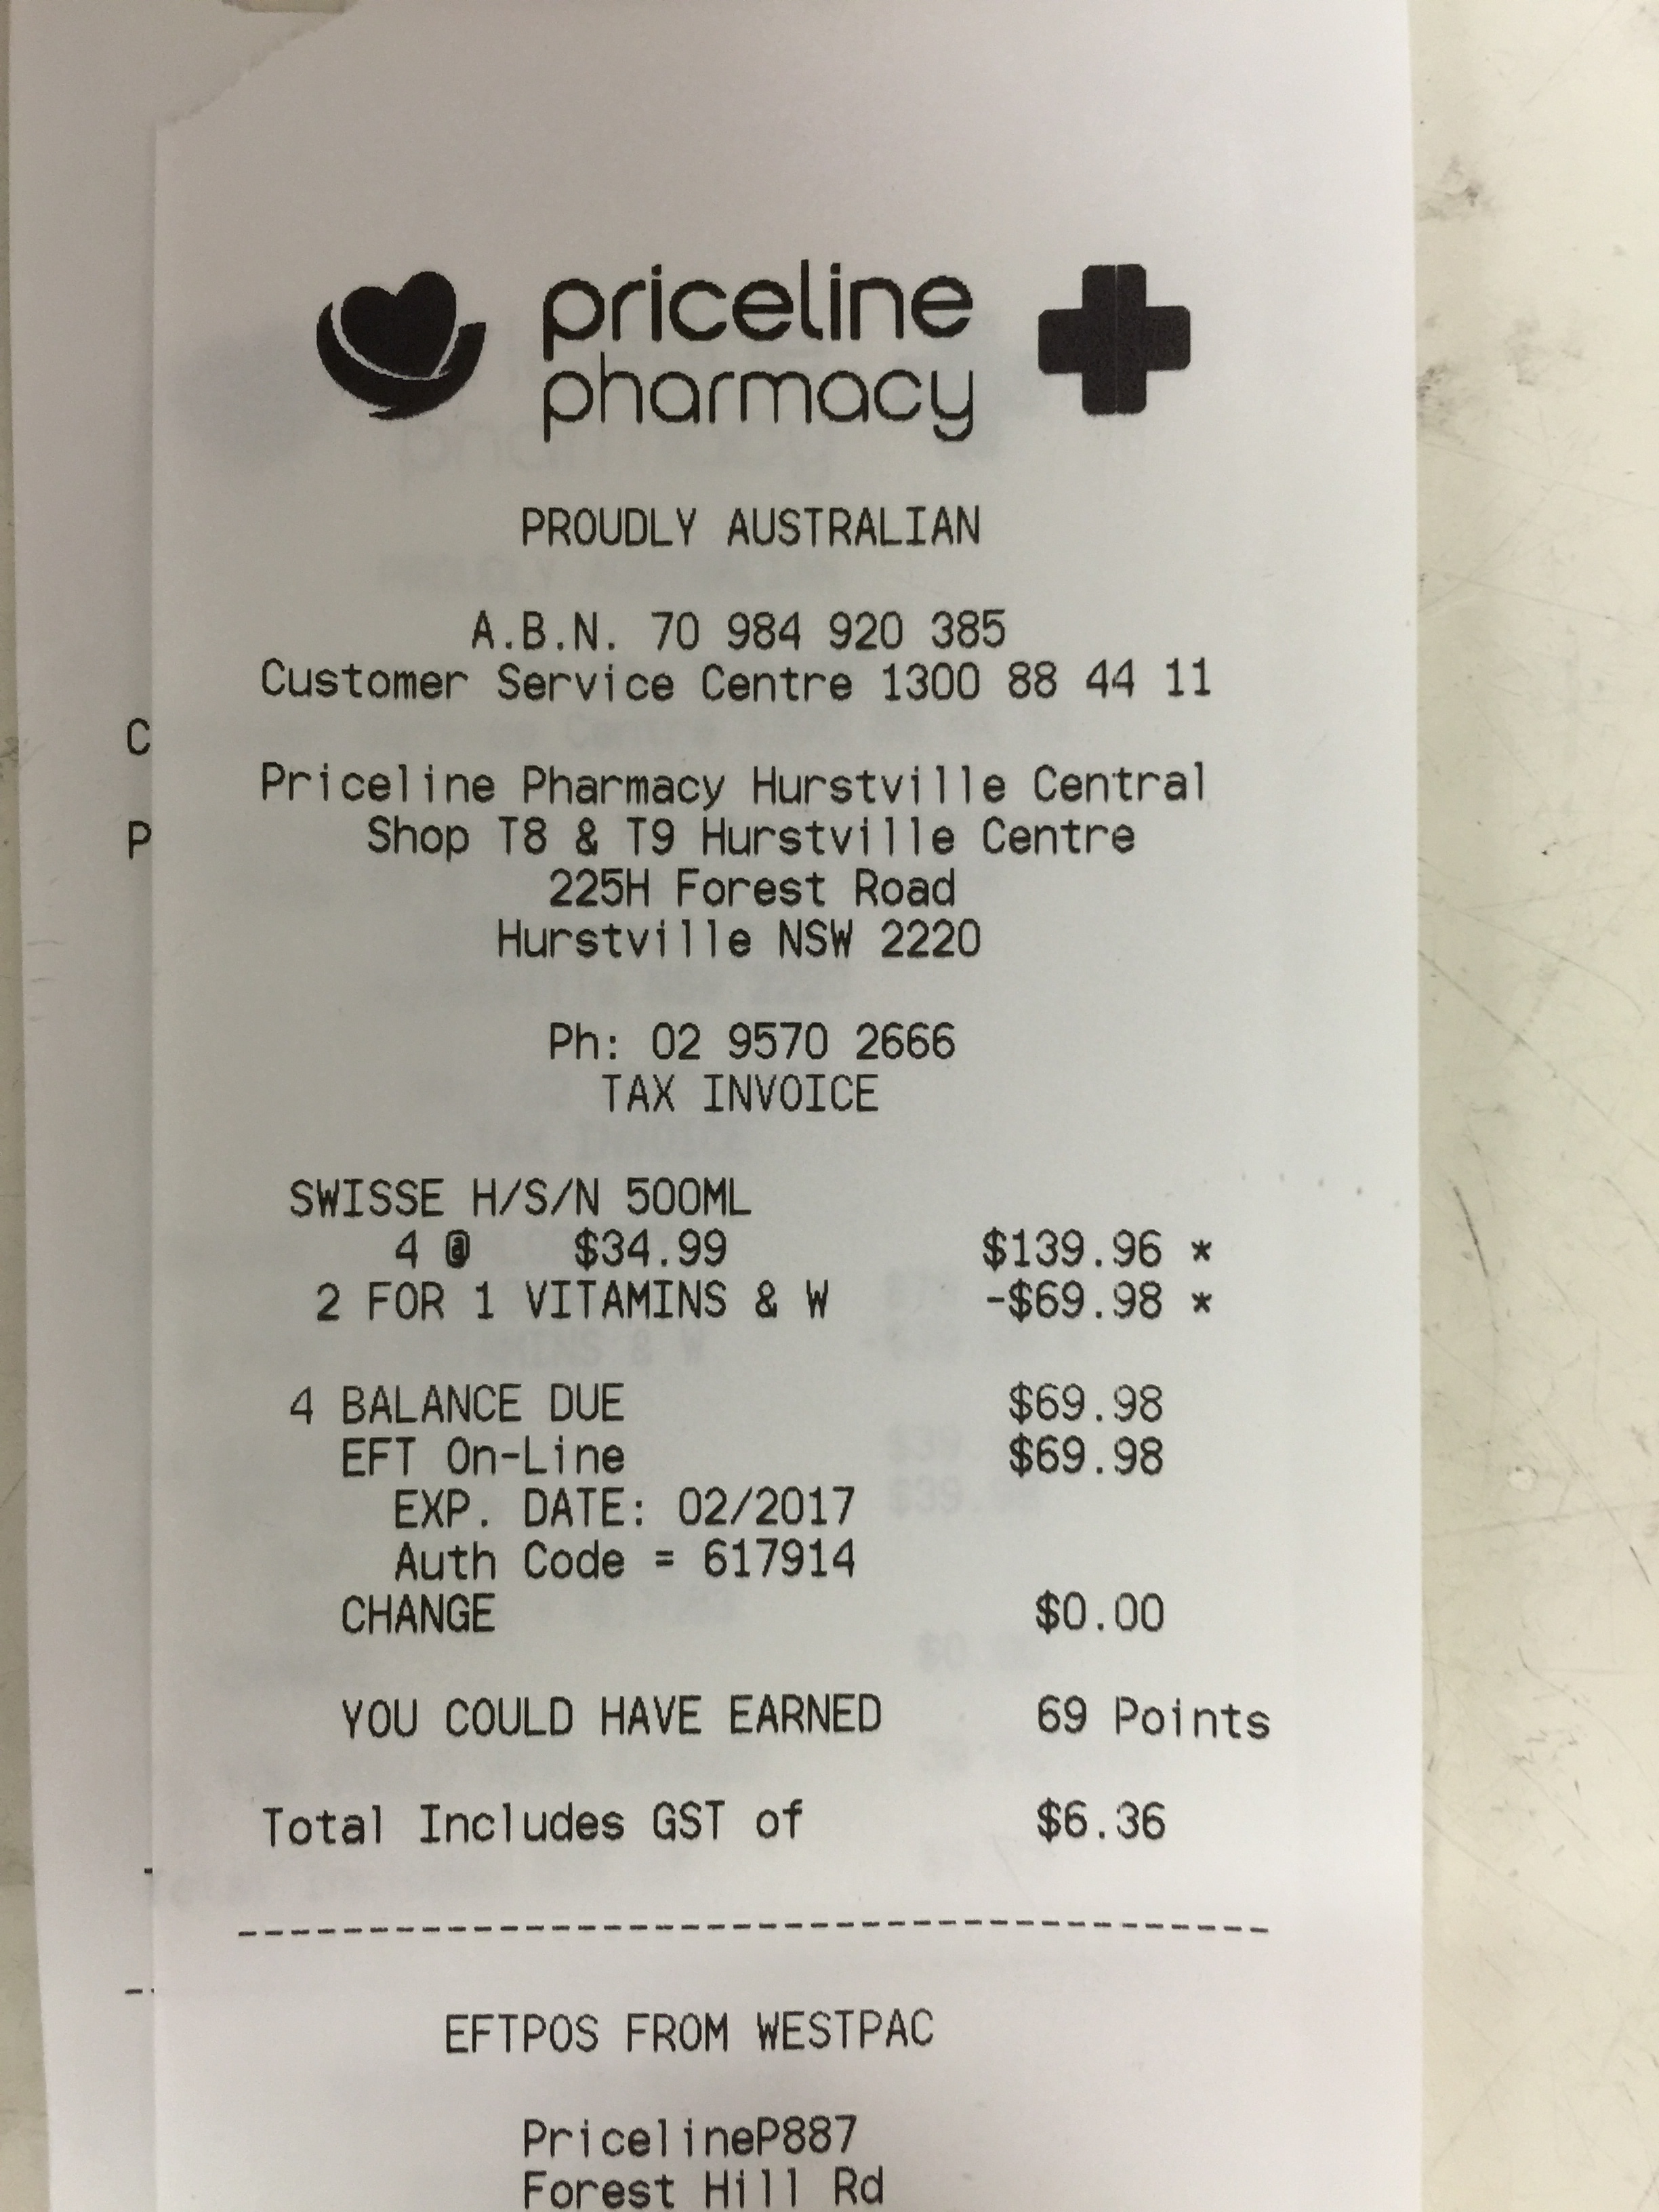 priceline
pharmacy
PROUDLY AUSTRALIAN
A.B.N. 70 984 920 385
Customer Service Centre 1300 88 44 11
C
Priceline Pharmacy Hurstville Central
P
Shop T8 & T9 Hurstville Centre
225H Forest Road
Hurstville NSW 2220
Ph: 02 9570 2666
TAX INVOICE
SWISSE H/S/N 500ML
4 @ $34.99 $139.96 *
2 FOR 1 VITAMINS & W -$69.98 *
4 BALANCE DUE $69.98
EFT On-Line $69.98
EXP. DATE: 02/2017
Auth Code = 617914
CHANGE $0.00
YOU COULD HAVE EARNED 69 Points
Total Includes GST of $6.36
----------------------------------------
EFTPOS FROM WESTPAC
PricelineP887
Forest Hill Rd